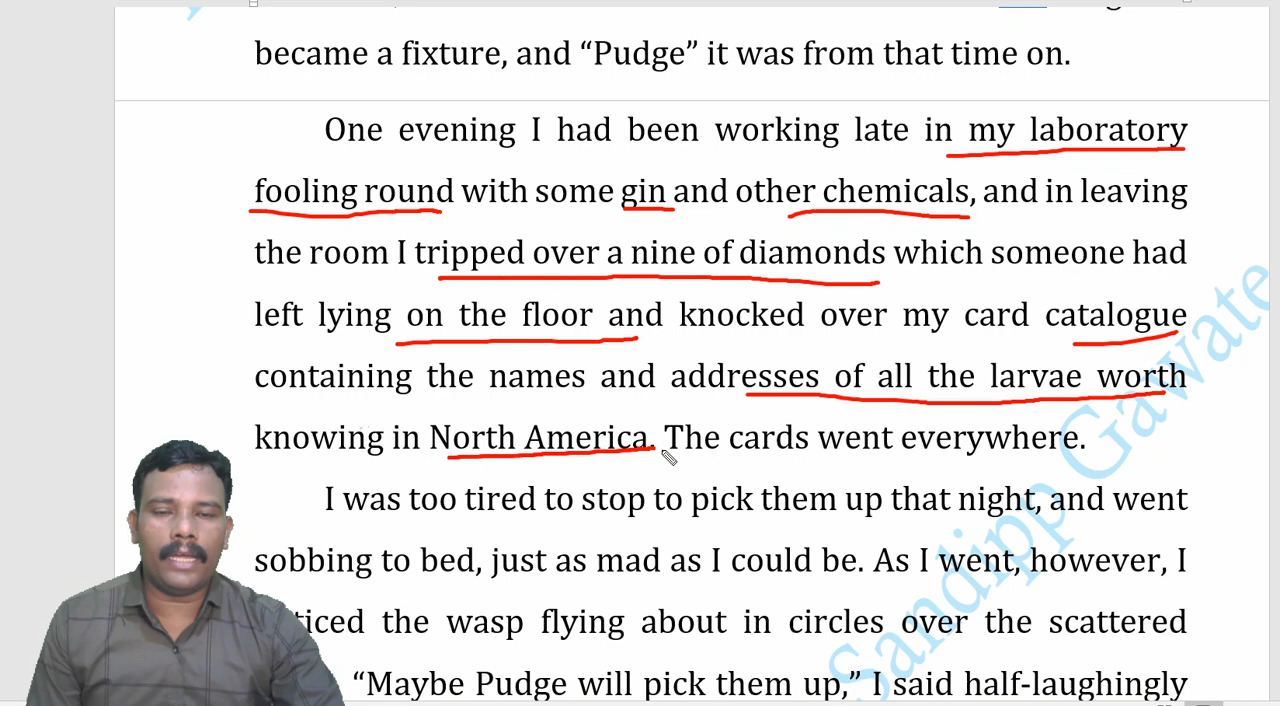 became a fixture, and “Pudge” it was from that time on.
One evening I had been working late in my laboratory
fooling round with some gin and other chemicals, and in leaving
the room I tripped over a nine of diamonds which someone had
left lying on the floor and knocked over my card catalogue
containing the names and addresses of all the larvae worth
knowing in North America. The cards went everywhere.
I was too tired to stop to pick them up that night, and went
sobbing to bed, just as mad as I could be. As I went, however, I
the wasp flying about in circles over the scattered
“Maybe Pudge will pick them up,” I said half-laughingly
Sandipp Gawate